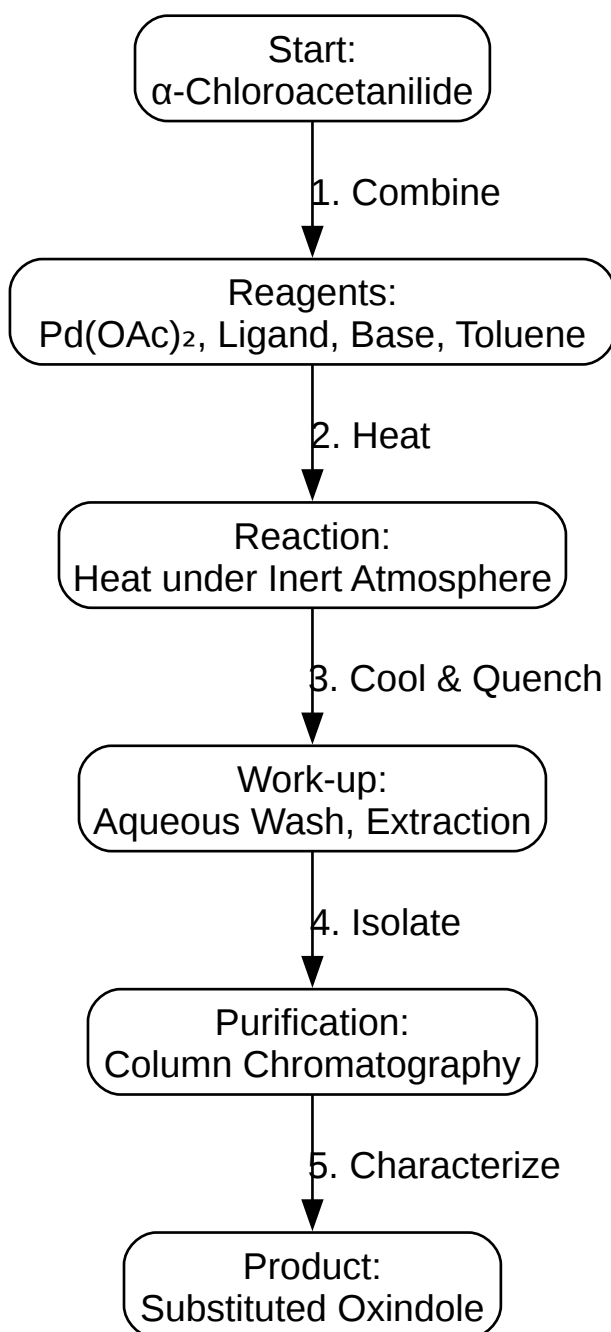 Start:
α-Chloroacetanilide
1. Combine
Reagents:
Pd(OAc)₂, Ligand, Base, Toluene
2. Heat
Reaction:
Heat under Inert Atmosphere
3. Cool & Quench
Work-up:
Aqueous Wash, Extraction
4. Isolate
Purification:
Column Chromatography
5. Characterize
Product:
Substituted Oxindole